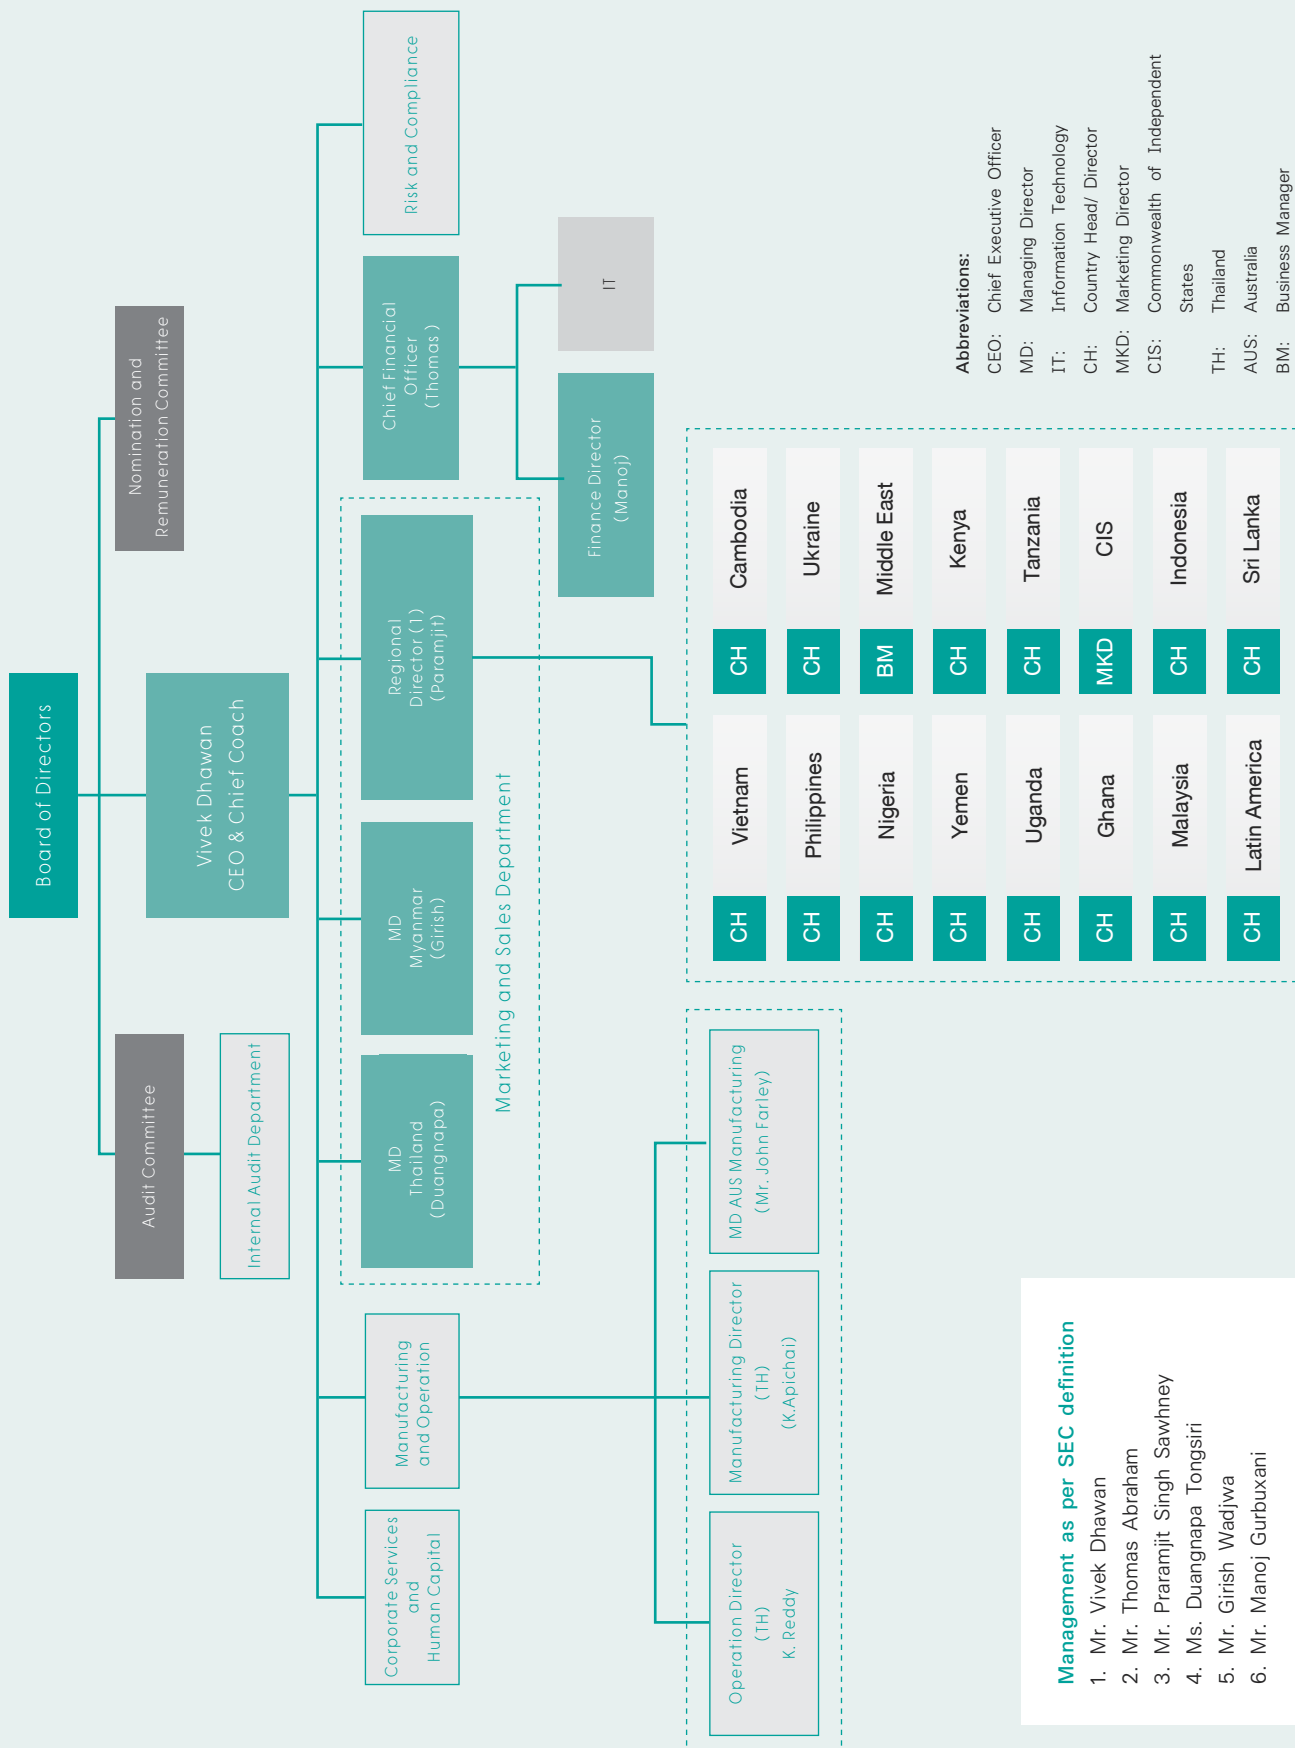 Board of Directors
Audit Committee
Nomination and
Remuneration Committee
Vivek Dhawan
CEO & Chief Coach
Internal Audit Department
Corporate Services
and
Human Capital
Manufacturing
and Operation
MD
Thailand
(Duangnapa)
MD
Myanmar
(Girish)
Regional
Director (1)
(Paramjit)
Chief Financial
Officer
(Thomas)
Risk and Compliance
Marketing and Sales Department
Finance Director
(Manoj)
IT
Operation Director
(TH)
K. Reddy
Manufacturing Director
(TH)
(K.Apichai)
MD AUS Manufacturing
(Mr. John Farley)
CH Vietnam CH Cambodia
CH Philippines CH Ukraine
CH Nigeria BM Middle East
CH Yemen CH Kenya
CH Uganda CH Tanzania
CH Ghana MKD CIS
CH Malaysia CH Indonesia
CH Latin America CH Sri Lanka
Management as per SEC definition
1. Mr. Vivek Dhawan
2. Mr. Thomas Abraham
3. Mr. Praramjit Singh Sawhney
4. Ms. Duangnapa Tongsiri
5. Mr. Girish Wadjwa
6. Mr. Manoj Gurbuxani
Abbreviations:
CEO: Chief Executive Officer
MD: Managing Director
IT: Information Technology
CH: Country Head/ Director
MKD: Marketing Director
CIS: Commonwealth of Independent
States
TH: Thailand
AUS: Australia
BM: Business Manager